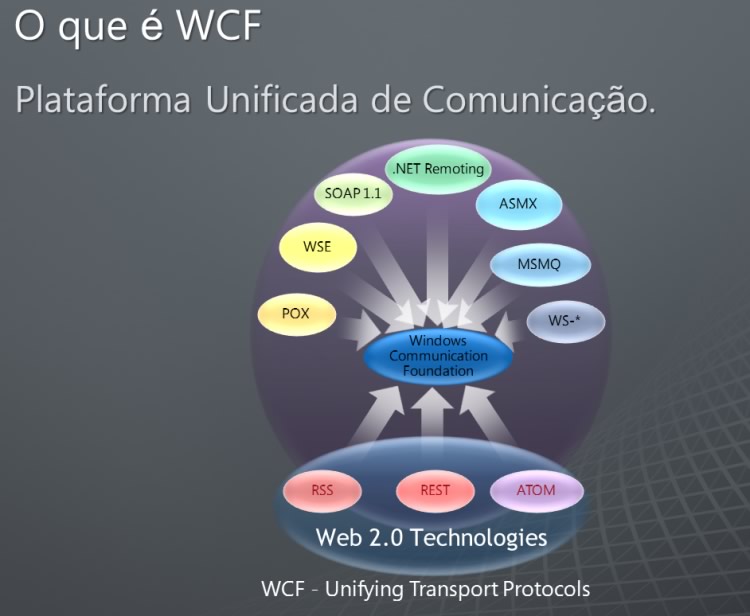 O que é WCF
Plataforma Unificada de Comunicação.
.NET Remoting
SOAP 1.1
ASMX
WSE
MSMQ
POX
WS-*
Windows
Communication
Foundation
RSS
REST
ATOM
Web 2.0 Technologies
WCF - Unifying Transport Protocols